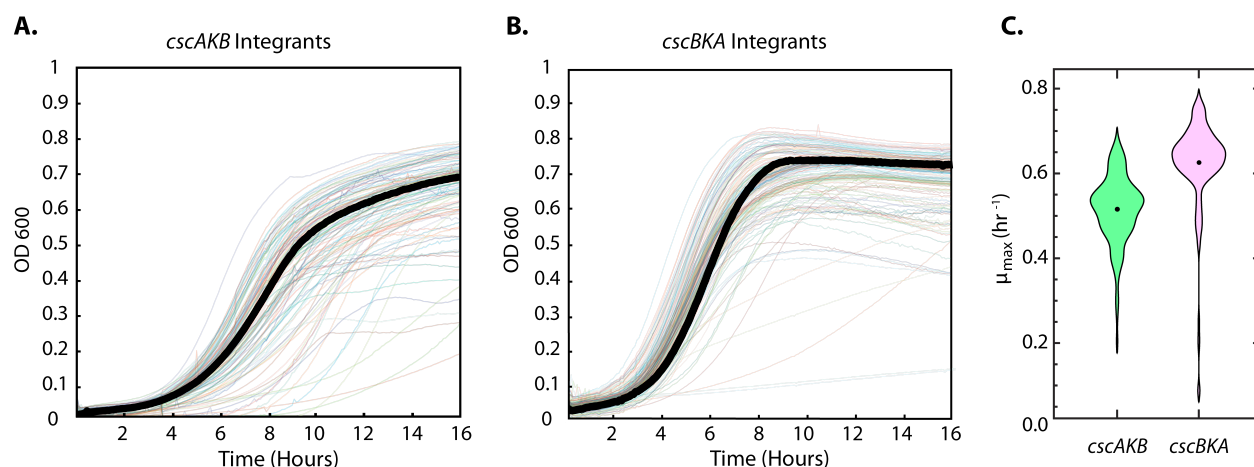 A.
cscAKB Integrants
1
0.9
0.8
0.7
0.6
0.5
0.4
0.3
0.2
0.1
0
OD 600
2 4 6 8 10 12 14 16
Time (Hours)
B.
cscBKA Integrants
1
0.9
0.8
0.7
0.6
0.5
0.4
0.3
0.2
0.1
0
OD 600
2 4 6 8 10 12 14 16
Time (Hours)
C.
0.8
0.6
0.4
0.2
0.0
μmax (hr⁻¹)
cscAKB cscBKA